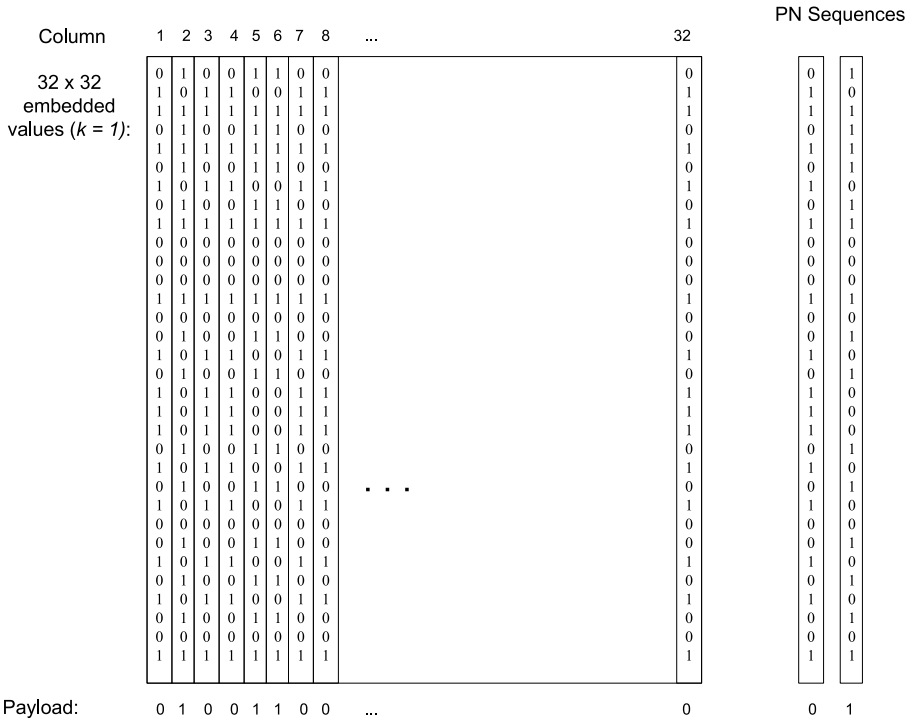 PN Sequences
Column 1 2 3 4 5 6 7 8 ... 32
32 x 32
embedded
values (k = 1):
0 1 0 0 1 1 0 0 0 0 1
1 0 1 1 0 0 1 1 1 1 0
1 1 1 1 1 1 1 1 1 1 1
0 1 0 0 1 1 0 0 0 0 1
1 1 1 1 1 1 1 1 1 1 1
0 1 0 0 1 1 0 0 0 0 1
1 0 1 1 0 0 1 1 1 1 0
0 1 0 0 1 1 0 0 0 0 1
1 1 1 1 1 1 1 1 1 1 1
0 0 0 0 0 0 0 0 0 0 0
0 0 0 0 0 0 0 0 0 0 0
0 0 0 0 0 0 0 0 0 0 0
1 1 1 1 1 1 1 1 1 1 1
0 0 0 0 0 0 0 0 0 0 0
0 1 0 0 1 1 0 0 0 0 1
1 0 1 1 0 0 1 1 1 1 0
0 1 0 0 1 1 0 0 0 0 1
1 0 1 1 0 0 1 1 1 1 0
1 0 1 1 0 0 1 1 1 1 0
1 0 1 1 0 0 1 1 1 1 0
0 1 0 0 1 1 0 0 0 0 1
1 0 1 1 0 0 1 1 1 1 0
0 1 0 0 1 1 0 0 . . . 0 0 1
1 0 1 1 0 0 1 1 1 1 0
0 0 0 0 0 0 0 0 0 0 0
0 1 0 0 1 1 0 0 0 0 1
1 0 1 1 0 0 1 1 1 1 0
0 1 0 0 1 1 0 0 0 0 1
1 0 1 1 0 0 1 1 1 1 0
0 1 0 0 1 1 0 0 0 0 1
0 0 0 0 0 0 0 0 0 0 0
1 1 1 1 1 1 1 1 1 1 1
Payload: 0 1 0 0 1 1 0 0 ... 0 0 1